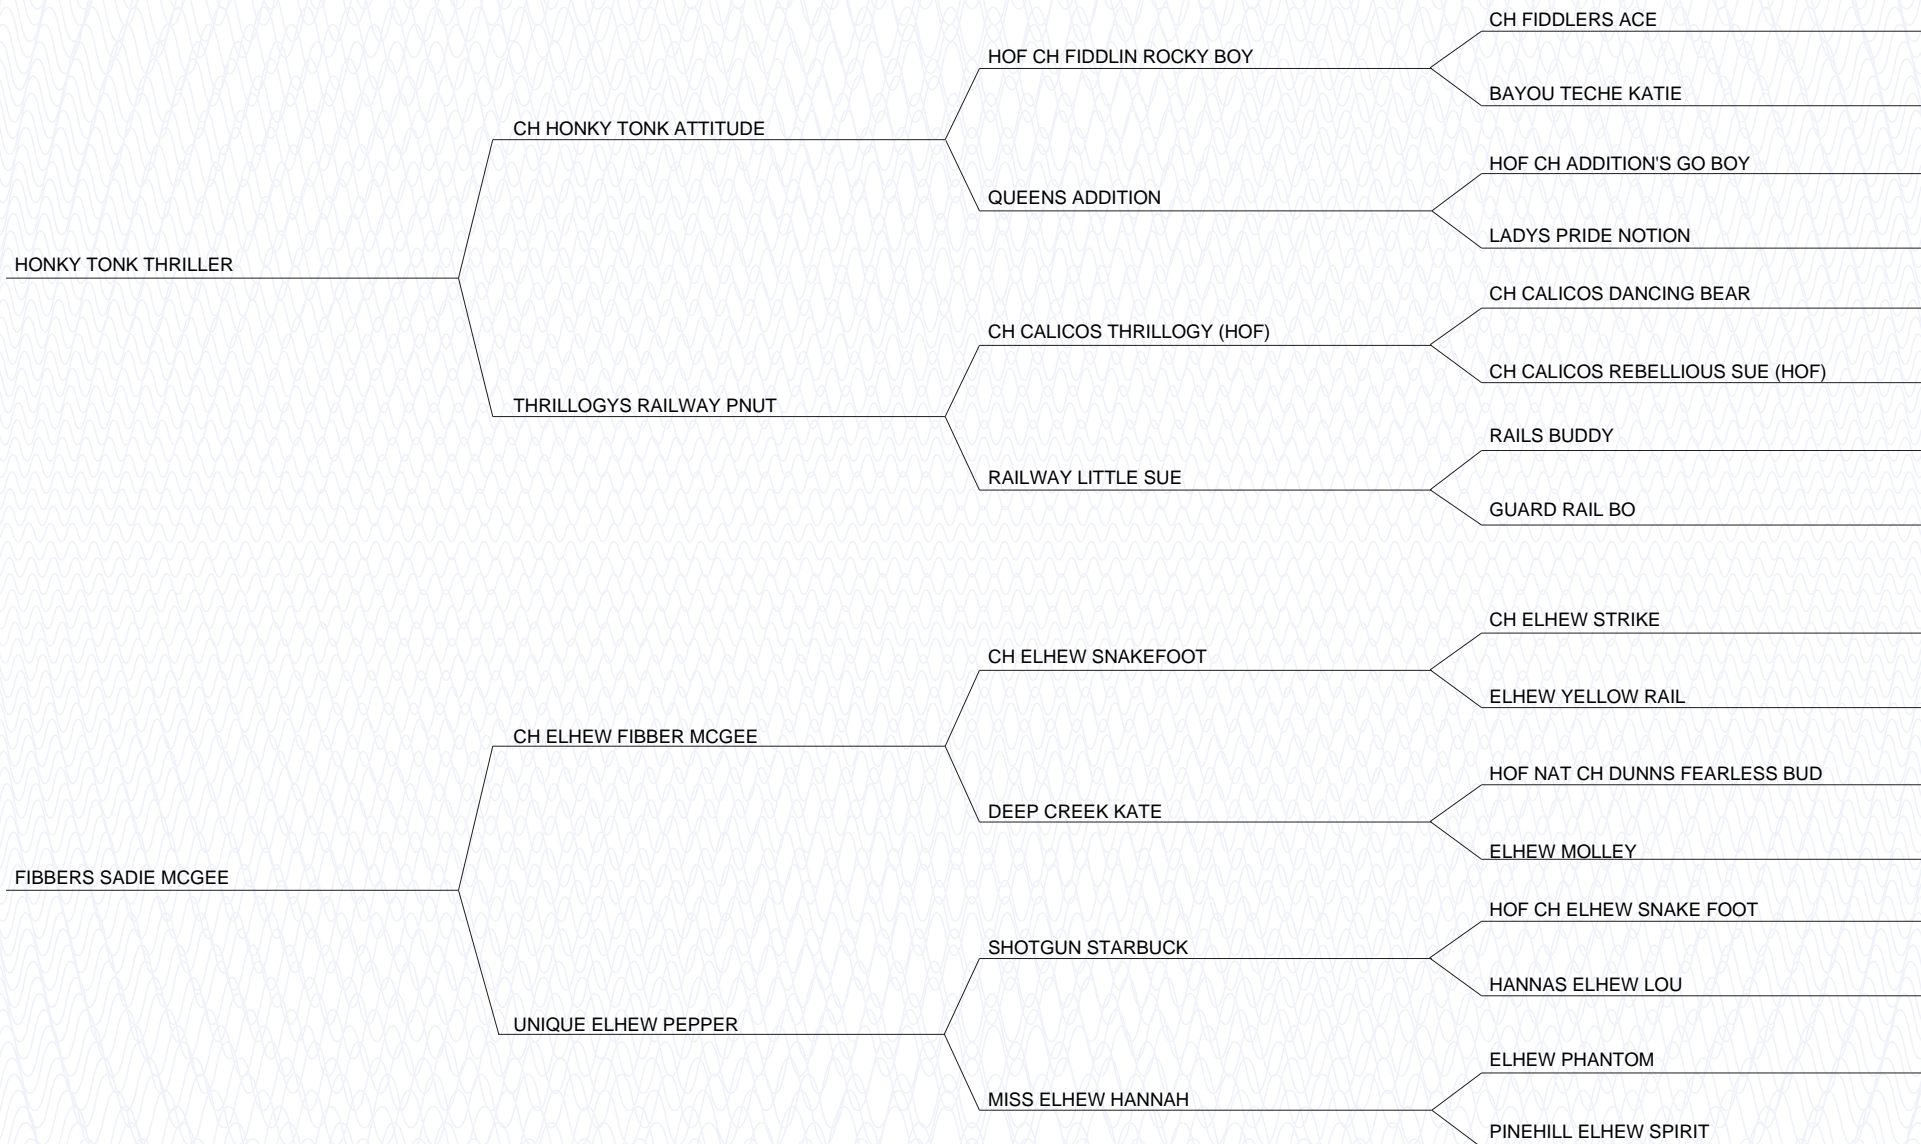 CH FIDDLERS ACE
HOF CH FIDDLIN ROCKY BOY
BAYOU TECHE KATIE
CH HONKY TONK ATTITUDE
HOF CH ADDITION'S GO BOY
QUEENS ADDITION
LADYS PRIDE NOTION
HONKY TONK THRILLER
CH CALICOS DANCING BEAR
CH CALICOS THRILLOGY (HOF)
CH CALICOS REBELLIOUS SUE (HOF)
THRILLOGYS RAILWAY PNUT
RAILS BUDDY
RAILWAY LITTLE SUE
GUARD RAIL BO
CH ELHEW STRIKE
CH ELHEW SNAKEFOOT
ELHEW YELLOW RAIL
CH ELHEW FIBBER MCGEE
HOF NAT CH DUNNS FEARLESS BUD
DEEP CREEK KATE
ELHEW MOLLEY
FIBBERS SADIE MCGEE
HOF CH ELHEW SNAKE FOOT
SHOTGUN STARBUCK
HANNAS ELHEW LOU
UNIQUE ELHEW PEPPER
ELHEW PHANTOM
MISS ELHEW HANNAH
PINEHILL ELHEW SPIRIT